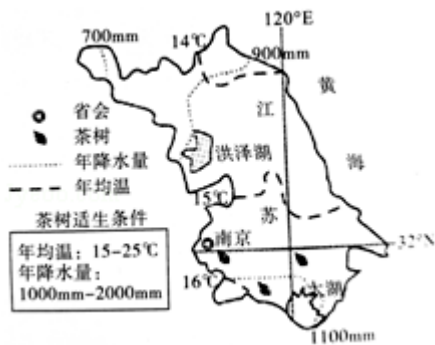 120°E
700mm
14℃
900mm
黄
海
省会
茶树
年降水量
年均温
江
苏
洪泽湖
15℃
茶树适生条件
年均温：15-25℃
年降水量：
1000mm-2000mm
南京
32°N
16℃
太湖
1100mm